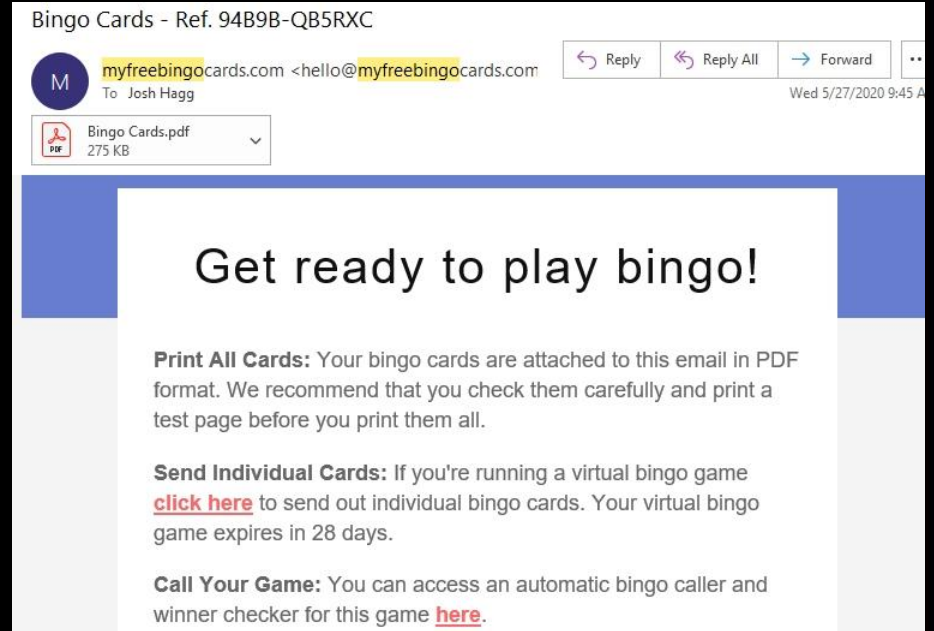 Bingo Cards - Ref. 94B9B-QB5RXC
Reply
Reply All
Forward
M
myfreebingocards.com <hello@myfreebingocards.com
To Josh Hagg
Wed 5/27/2020 9:45 A
PDF
Bingo Cards.pdf
275 KB
Get ready to play bingo!
Print All Cards: Your bingo cards are attached to this email in PDF
format. We recommend that you check them carefully and print a
test page before you print them all.
Send Individual Cards: If you're running a virtual bingo game
click here to send out individual bingo cards. Your virtual bingo
game expires in 28 days.
Call Your Game: You can access an automatic bingo caller and
winner checker for this game here.